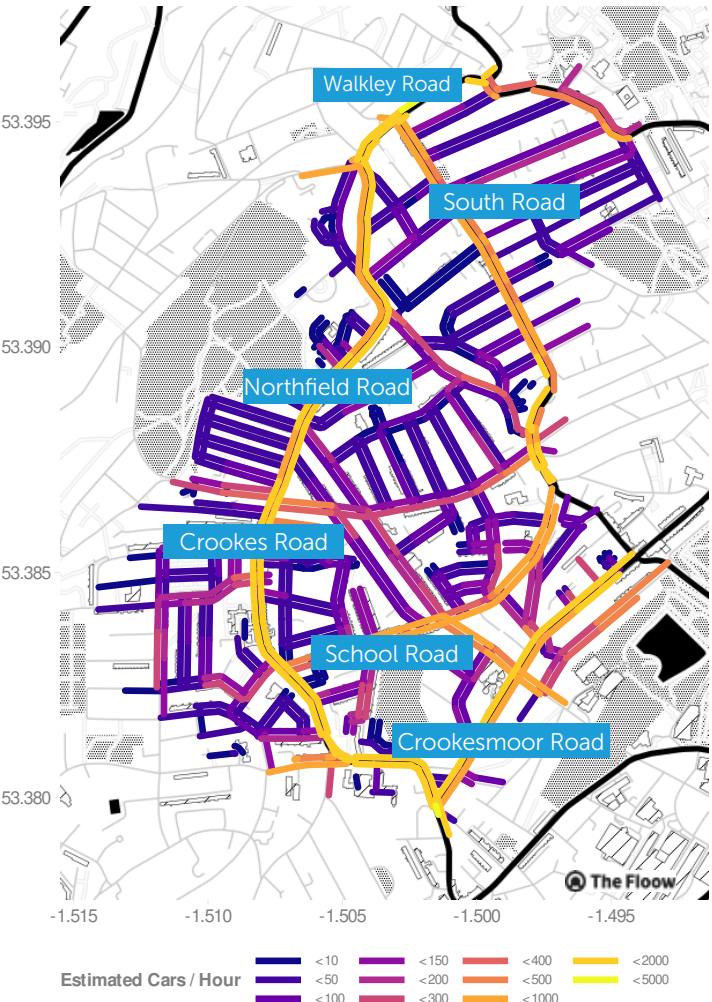 Walkley Road
53.395
South Road
53.390
Northfield Road
Crookes Road
53.385
School Road
Crookesmoor Road
53.380
The Floow
-1.515 -1.510 -1.505 -1.500 -1.495
<10 <150 <400 <2000
Estimated Cars / Hour <50 <200 <500 <5000
<100 <300 <1000